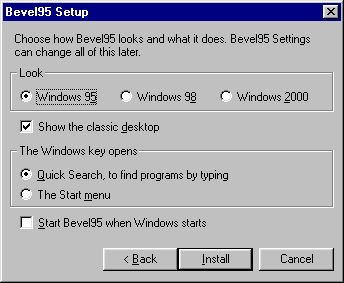 Bevel95 Setup
Choose how Bevel95 looks and what it does. Bevel95 Settings
can change all of this later.
Look
Windows 95
Windows 98
Windows 2000
Show the classic desktop
The Windows key opens
Quick Search, to find programs by typing
The Start menu
Start Bevel95 when Windows starts
< Back
Install
Cancel